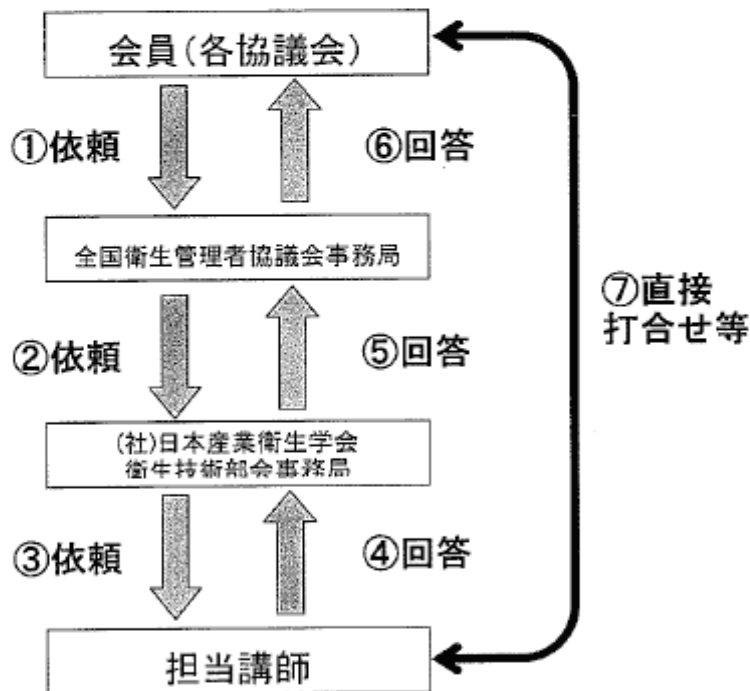 会員(各協議会)
①依頼
⑥回答
全国衛生管理者協議会事務局
⑦直接
打合せ等
②依頼
⑤回答
(社)日本産業衛生学会
衛生技術部会事務局
③依頼
④回答
担当講師